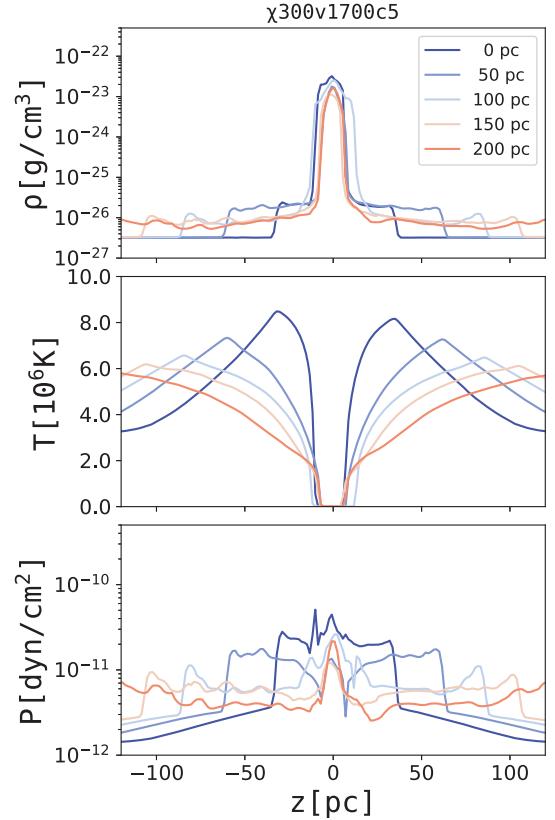 χ300v1700c5
10⁻²²
10⁻²³
10⁻²⁴
10⁻²⁵
10⁻²⁶
10⁻²⁷
ρ[g/cm³]
0 pc
50 pc
100 pc
150 pc
200 pc
10.0
8.0
6.0
4.0
2.0
0.0
T[10⁶K]
10⁻¹⁰
10⁻¹¹
10⁻¹²
P[dyn/cm²]
−100 −50 0 50 100
z[pc]